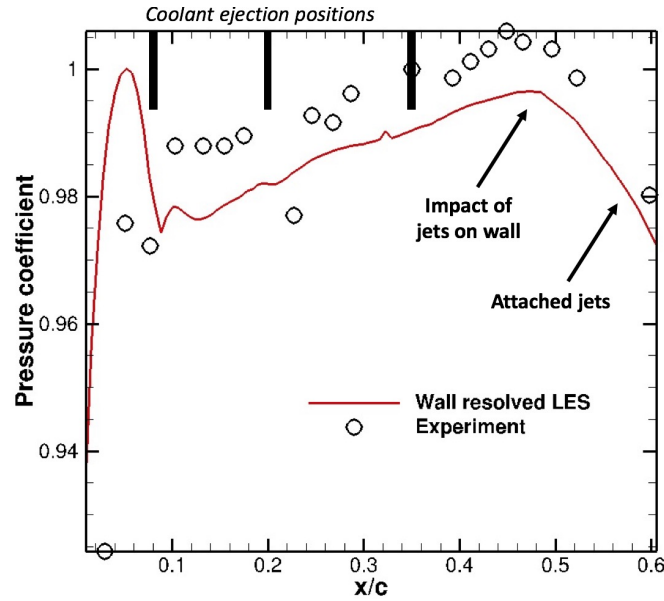 Coolant ejection positions
1
0.98
0.96
0.94
Pressure coefficient
Impact of
jets on wall
Attached jets
Wall resolved LES
Experiment
0.1
0.2
0.3
0.4
0.5
0.6
x/c